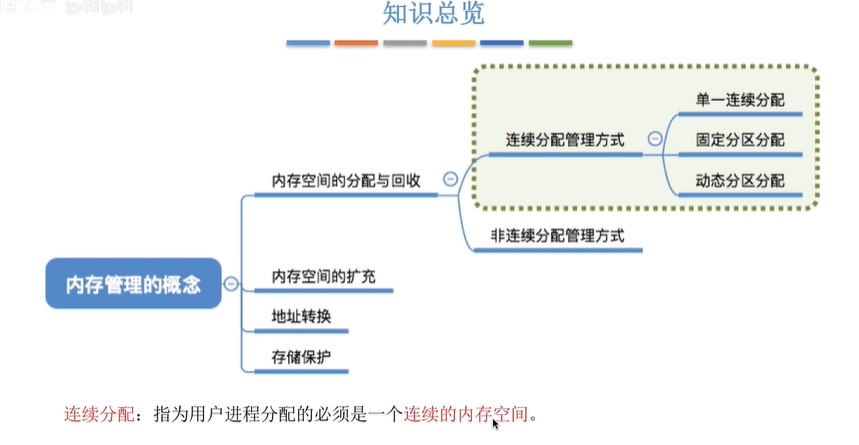 知识总览
单一连续分配
连续分配管理方式
固定分区分配
内存空间的分配与回收
动态分区分配
非连续分配管理方式
内存管理的概念
内存空间的扩充
地址转换
存储保护
连续分配：指为用户进程分配的必须是一个连续的内存空间。